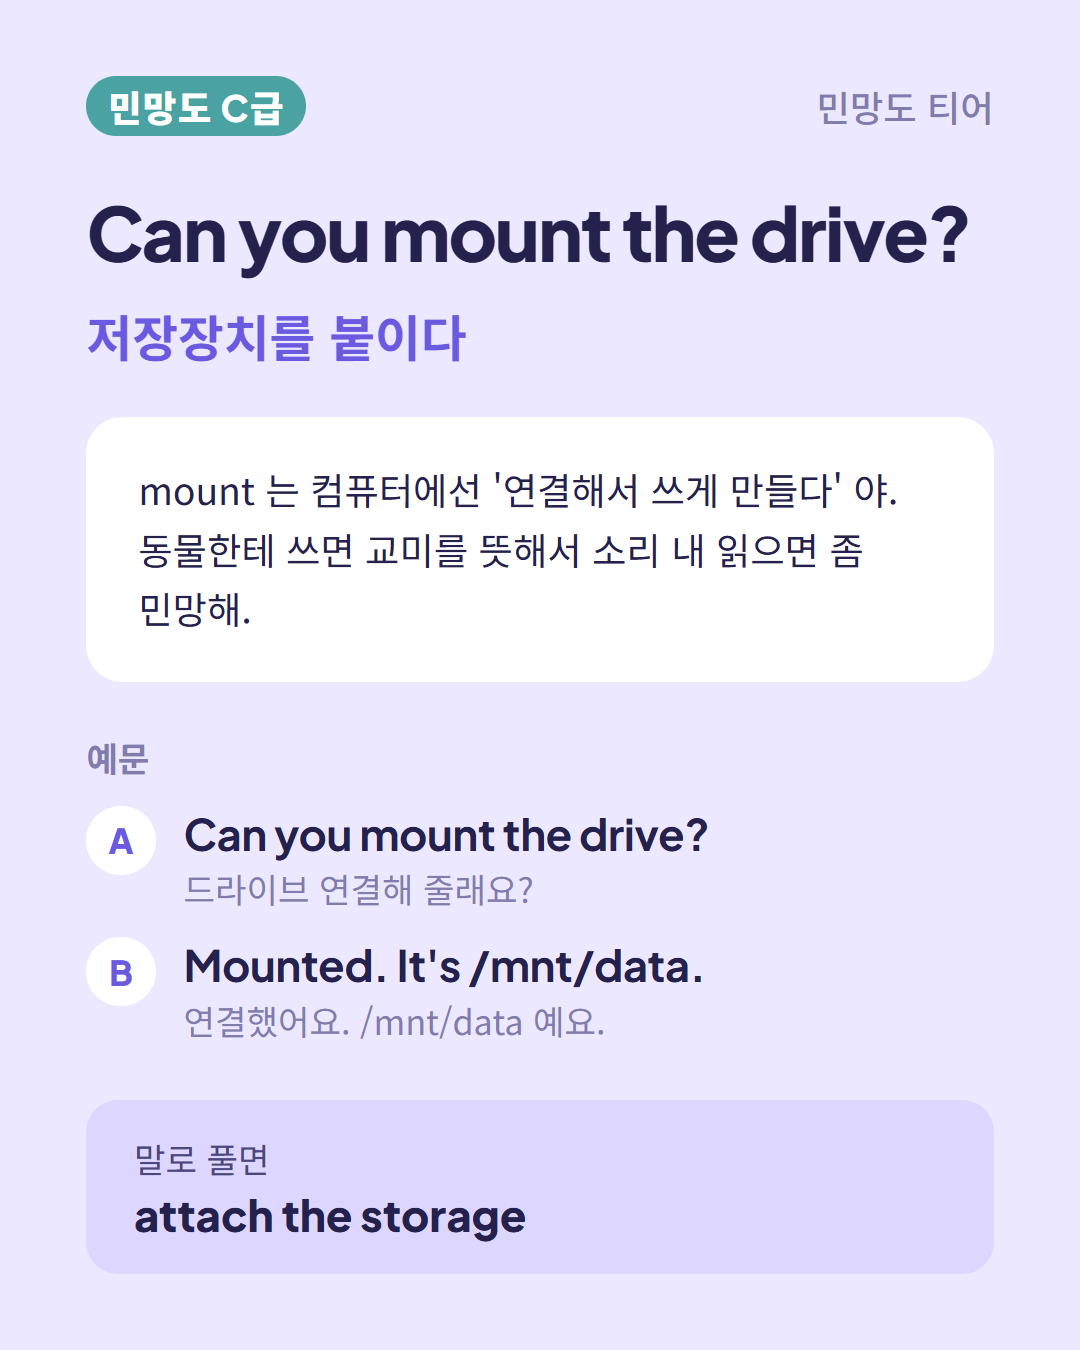 민망도 C급
민망도 티어
Can you mount the drive?
저장장치를 붙이다
mount 는 컴퓨터에선 '연결해서 쓰게 만들다' 야.
동물한테 쓰면 교미를 뜻해서 소리 내 읽으면 좀
민망해.
예문
A
Can you mount the drive?
드라이브 연결해 줄래요?
B
Mounted. It's /mnt/data.
연결했어요. /mnt/data 예요.
말로 풀면
attach the storage